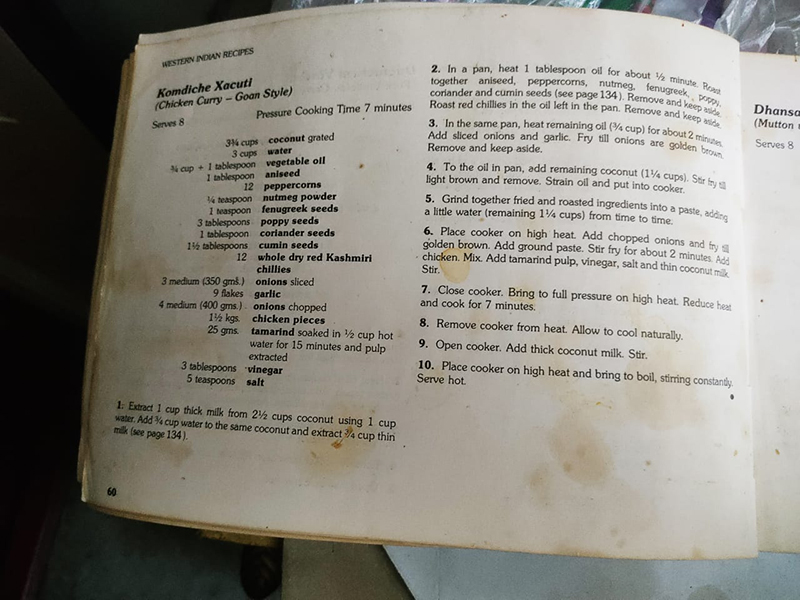 WESTERN INDIAN RECIPES
Komdiche Xacuti
(Chicken Curry – Goan Style)
Serves 8 Pressure Cooking Time 7 minutes
3¾ cups coconut grated
3 cups water
¾ cup + 1 tablespoon vegetable oil
1 tablespoon aniseed
12 peppercorns
¼ teaspoon nutmeg powder
1 teaspoon fenugreek seeds
3 tablespoons poppy seeds
1 tablespoon coriander seeds
1½ tablespoons cumin seeds
12 whole dry red Kashmiri
chillies
3 medium (350 gms.) onions sliced
9 flakes garlic
4 medium (400 gms.) onions chopped
1½ kgs. chicken pieces
25 gms. tamarind soaked in ½ cup hot
water for 15 minutes and pulp
extracted
3 tablespoons vinegar
5 teaspoons salt
1. Extract 1 cup thick milk from 2½ cups coconut using 1 cup
water. Add ¾ cup water to the same coconut and extract ¾ cup thin
milk (see page 134).
60
2. In a pan, heat 1 tablespoon oil for about ½ minute. Roast
together aniseed, peppercorns, nutmeg, fenugreek, poppy,
coriander and cumin seeds (see page 134). Remove and keep aside.
Roast red chillies in the oil left in the pan. Remove and keep aside.
3. In the same pan, heat remaining oil (¾ cup) for about 2 minutes.
Add sliced onions and garlic. Fry till onions are golden brown.
Remove and keep aside.
4. To the oil in pan, add remaining coconut (1¼ cups). Stir fry till
light brown and remove. Strain oil and put into cooker.
5. Grind together fried and roasted ingredients into a paste, adding
a little water (remaining 1¼ cups) from time to time.
6. Place cooker on high heat. Add chopped onions and fry till
golden brown. Add ground paste. Stir fry for about 2 minutes. Add
chicken. Mix. Add tamarind pulp, vinegar, salt and thin coconut milk.
Stir.
7. Close cooker. Bring to full pressure on high heat. Reduce heat
and cook for 7 minutes.
8. Remove cooker from heat. Allow to cool naturally.
9. Open cooker. Add thick coconut milk. Stir.
10. Place cooker on high heat and bring to boil, stirring constantly.
Serve hot.
Dhansa
(Mutton
Serves 8